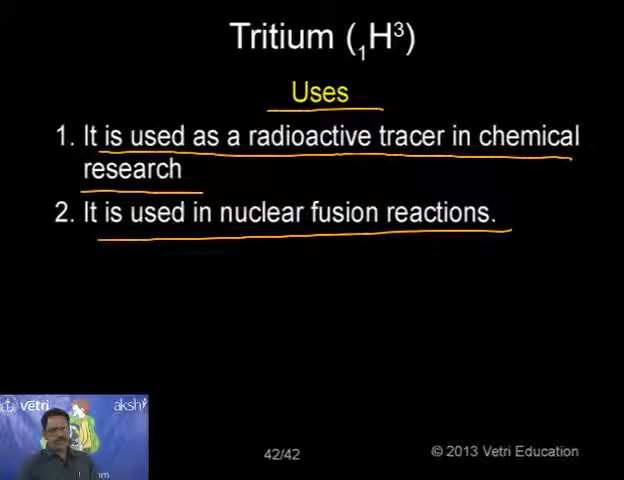 Tritium (₁H³)
Uses
1. It is used as a radioactive tracer in chemical
research
2. It is used in nuclear fusion reactions.
vetri
aksh
42/42
© 2013 Vetri Education